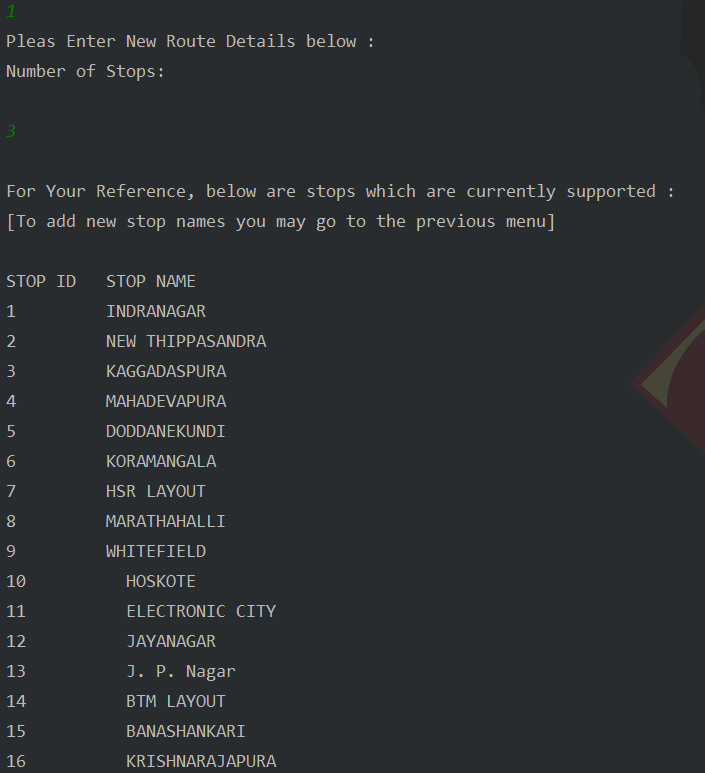 1
Pleas Enter New Route Details below :
Number of Stops:
3
For Your Reference, below are stops which are currently supported :
[To add new stop names you may go to the previous menu]
STOP ID   STOP NAME
1         INDRANAGAR
2         NEW THIPPASANDRA
3         KAGGADASPURA
4         MAHADEVAPURA
5         DODDANEKUNDI
6         KORAMANGALA
7         HSR LAYOUT
8         MARATHAHALLI
9         WHITEFIELD
10          HOSKOTE
11          ELECTRONIC CITY
12          JAYANAGAR
13          J. P. Nagar
14          BTM LAYOUT
15          BANASHANKARI
16          KRISHNARAJAPURA